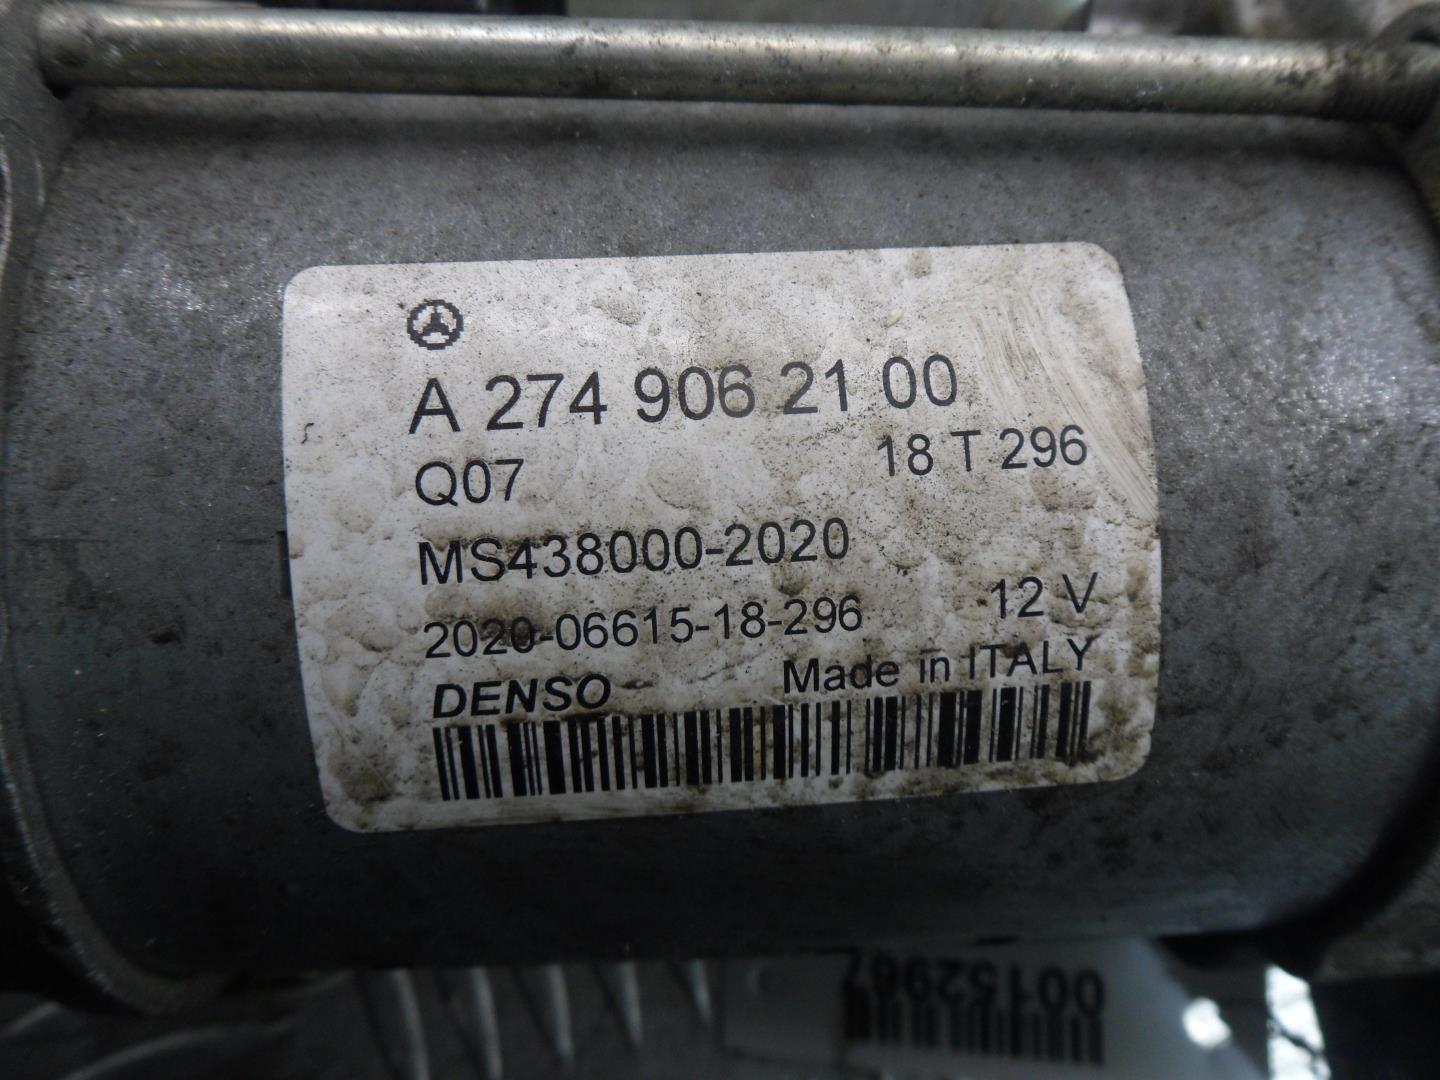 A 274 906 21 00
Q07 18 T 296
MS438000-2020
2020-06615-18-296 12 V
DENSO Made in ITALY